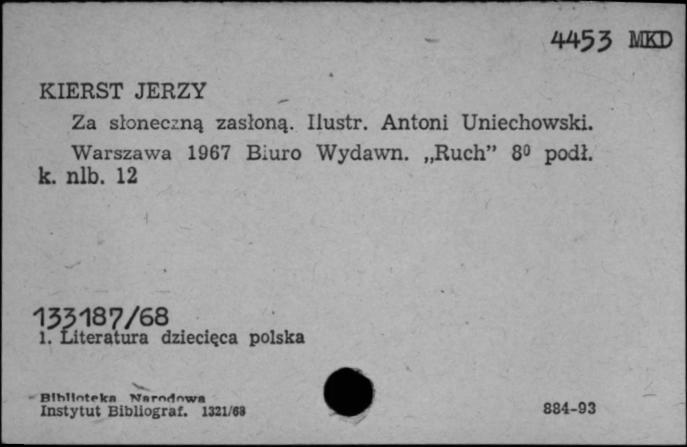 4453 MKD
KIERST JERZY
Za słoneczną zasłoną. Ilustr. Antoni Uniechowski.
Warszawa 1967 Biuro Wydawn. „Ruch” 8⁰ podł.
k. nlb. 12
133187/68
1. Literatura dziecięca polska
Biblioteka Narodowa
Instytut Bibliograf. 1321/68
884-93